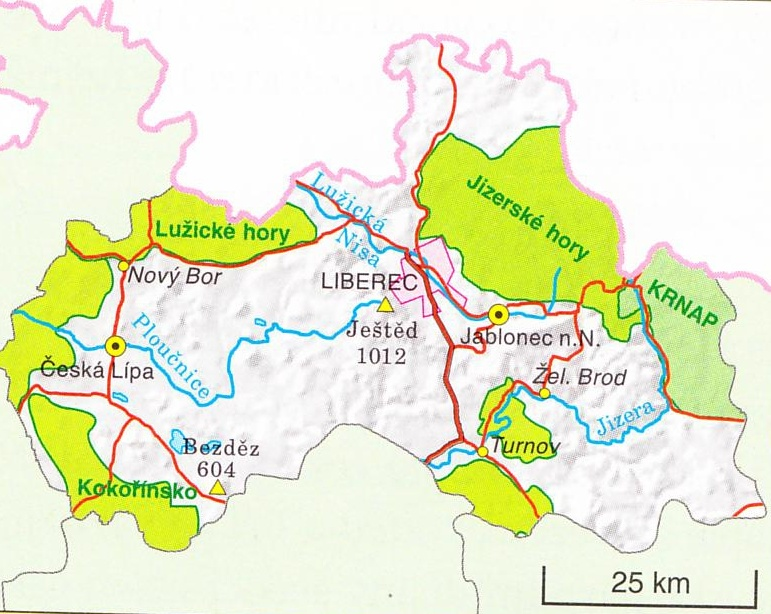 Lužická
Nisa
Jizerské hory
Lužické hory
Nový Bor
LIBEREC
KRNAP
Ještěd
1012
Jablonec n.N.
Ploučnice
Česká Lípa
Žel. Brod
Jizera
Turnov
Bezděz
604
Kokořínsko
25 km